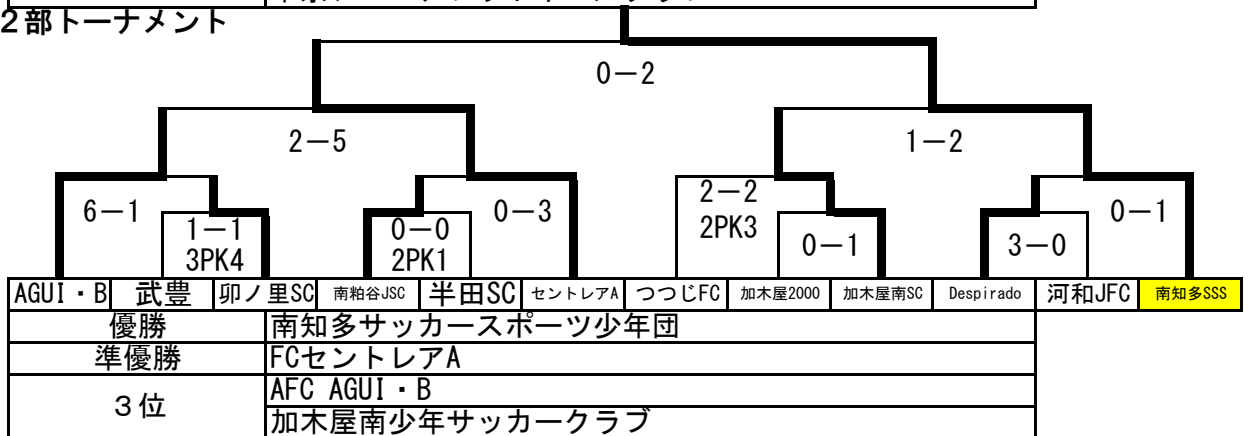 2部トーナメント
0－2
2－5
1－2
6－1
1－1
3PK4
0－0
2PK1
0－3
2－2
2PK3
0－1
3－0
0－1
AGUI・B 武豊 卯ノ里SC 南粕谷JSC 半田SC セントレアA つつじFC 加木屋2000 加木屋南SC Despirado 河和JFC 南知多SSS
優勝 南知多サッカースポーツ少年団
準優勝 FCセントレアA
3位 AFC AGUI・B
加木屋南少年サッカークラブ